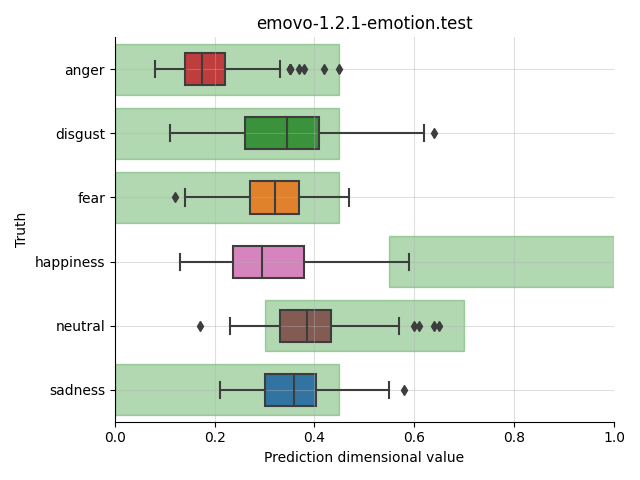 emovo-1.2.1-emotion.test
anger
disgust
fear
happiness
neutral
sadness
Truth
0.0 0.2 0.4 0.6 0.8 1.0
Prediction dimensional value